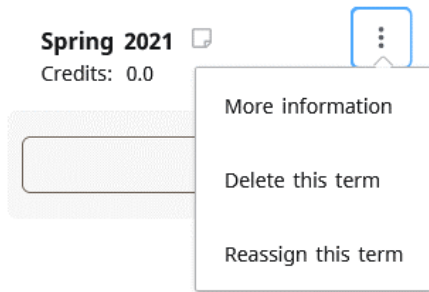 Spring 2021
Credits: 0.0
More information
Delete this term
Reassign this term